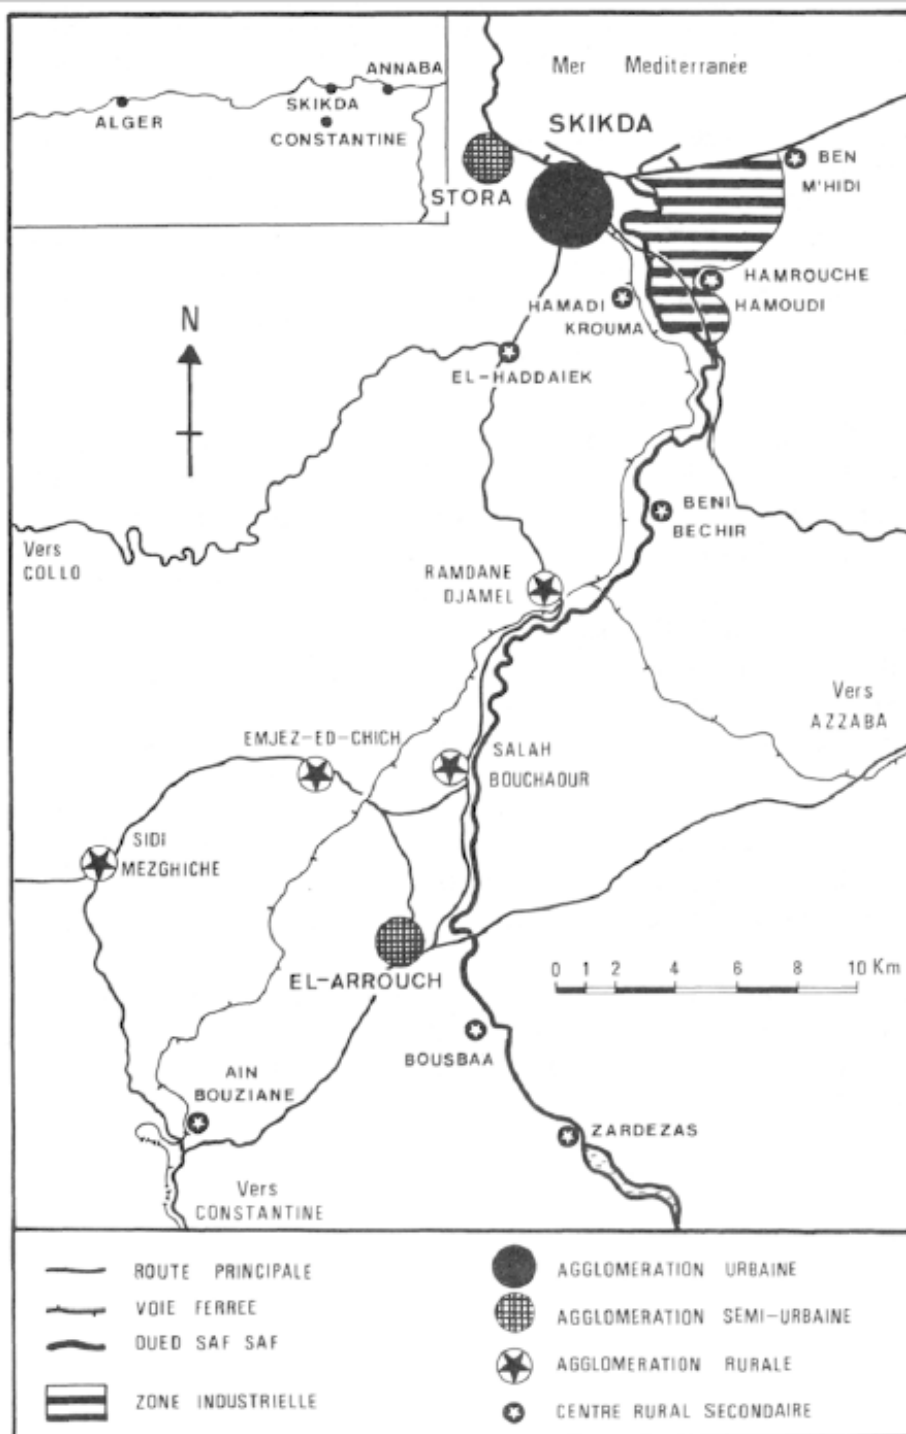 ANNABA
SKIKDA
ALGER
CONSTANTINE
Mer Mediterranée
SKIKDA
STORA
BEN
M'HIDI
HAMROUCHE
HAMOUDI
HAMADI
KROUMA
N
EL-HADDAIEK
BENI
BECHIR
Vers
COLLO
RAMDANE
DJAMEL
Vers
AZZABA
EMJEZ-ED-CHICH
SALAH
BOUCHAOUR
SIDI
MEZGHICHE
EL-ARROUCH
0 1 2 4 6 8 10 Km
BOUSBAA
AIN
BOUZIANE
ZARDEZAS
Vers
CONSTANTINE
ROUTE PRINCIPALE
VOIE FERREE
OUED SAF SAF
ZONE INDUSTRIELLE
AGGLOMERATION URBAINE
AGGLOMERATION SEMI-URBAINE
AGGLOMERATION RURALE
CENTRE RURAL SECONDAIRE